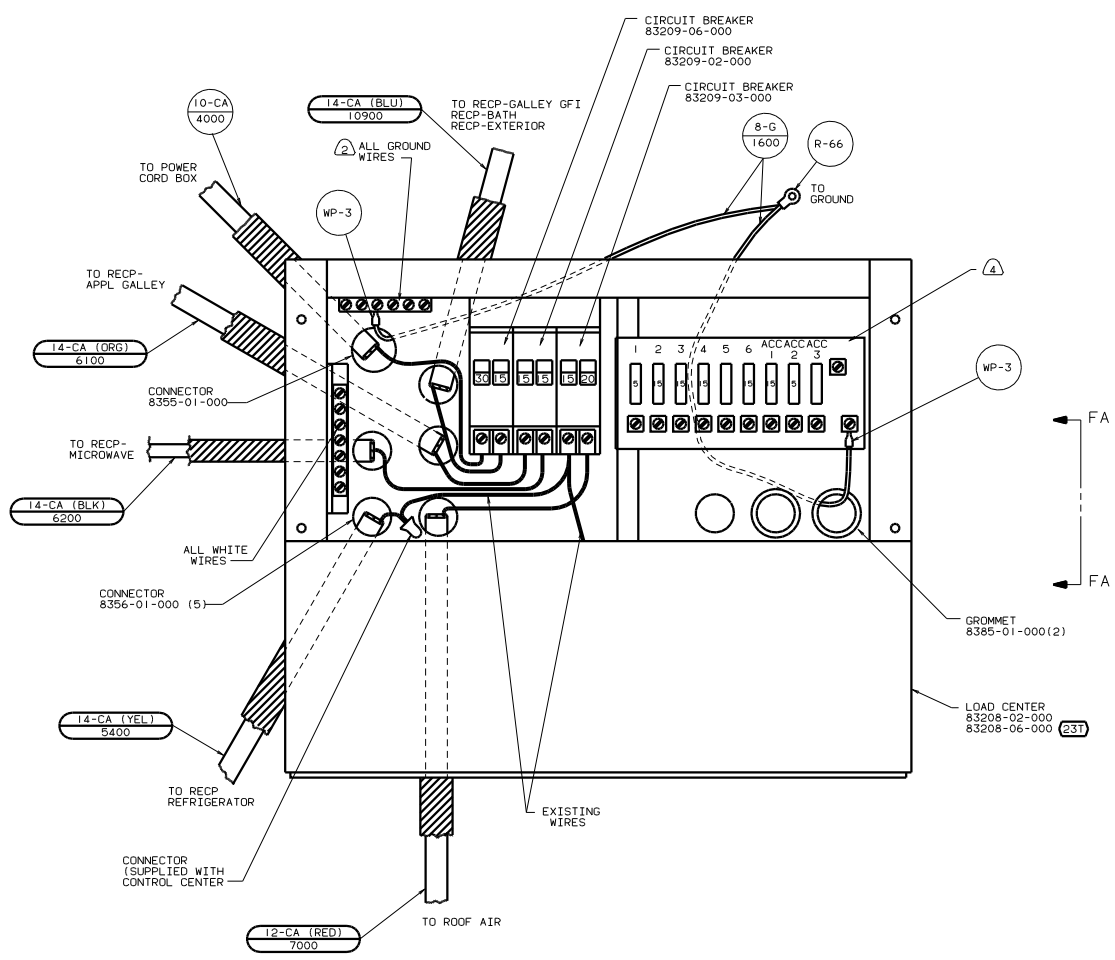 CIRCUIT BREAKER
83209-06-000
CIRCUIT BREAKER
83209-02-000
CIRCUIT BREAKER
83209-03-000
10-CA
4000
14-CA (BLU)
10900
TO RECP-GALLEY GFI
RECP-BATH
RECP-EXTERIOR
8-G
1600
R-66
2
ALL GROUND
WIRES
TO POWER
CORD BOX
WP-3
TO
GROUND
TO RECP-
APPL GALLEY
4
14-CA (ORG)
6100
CONNECTOR
8355-01-000
1 2 3 4 5 6 1 2 3
ACC ACC ACC
30 15 15 5 15 20
5 15 15 15 15 15 5
WP-3
FA
TO RECP-
MICROWAVE
14-CA (BLK)
6200
ALL WHITE
WIRES
CONNECTOR
8356-01-000 (5)
FA
GROMMET
8385-01-000(2)
14-CA (YEL)
5400
LOAD CENTER
83208-02-000
83208-06-000 23T
TO RECP
REFRIGERATOR
EXISTING
WIRES
CONNECTOR
(SUPPLIED WITH
CONTROL CENTER
TO ROOF AIR
12-CA (RED)
7000